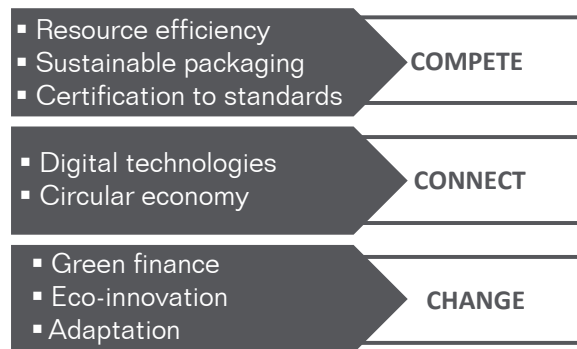 ▪ Resource efficiency
▪ Sustainable packaging
▪ Certification to standards
COMPETE
▪ Digital technologies
▪ Circular economy
CONNECT
▪ Green finance
▪ Eco-innovation
▪ Adaptation
CHANGE